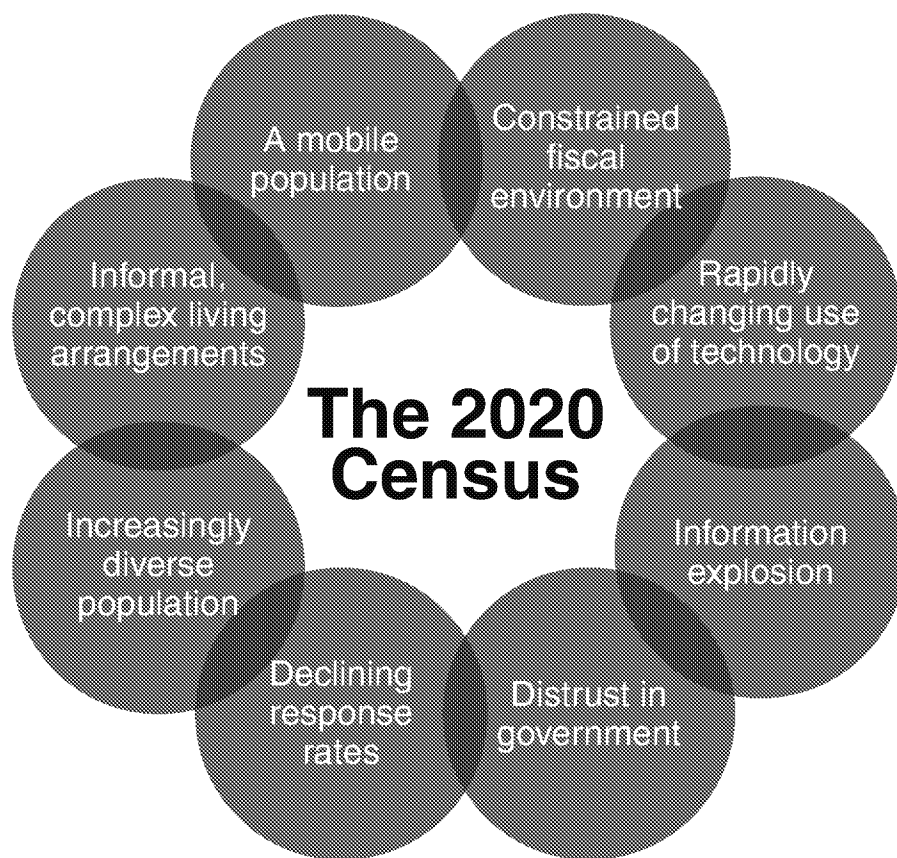 A mobile
population
Constrained
fiscal
environment
Rapidly
changing use
of technology
Information
explosion
Distrust in
government
Declining
response
rates
Increasingly
diverse
population
Informal,
complex living
arrangements
The 2020
Census